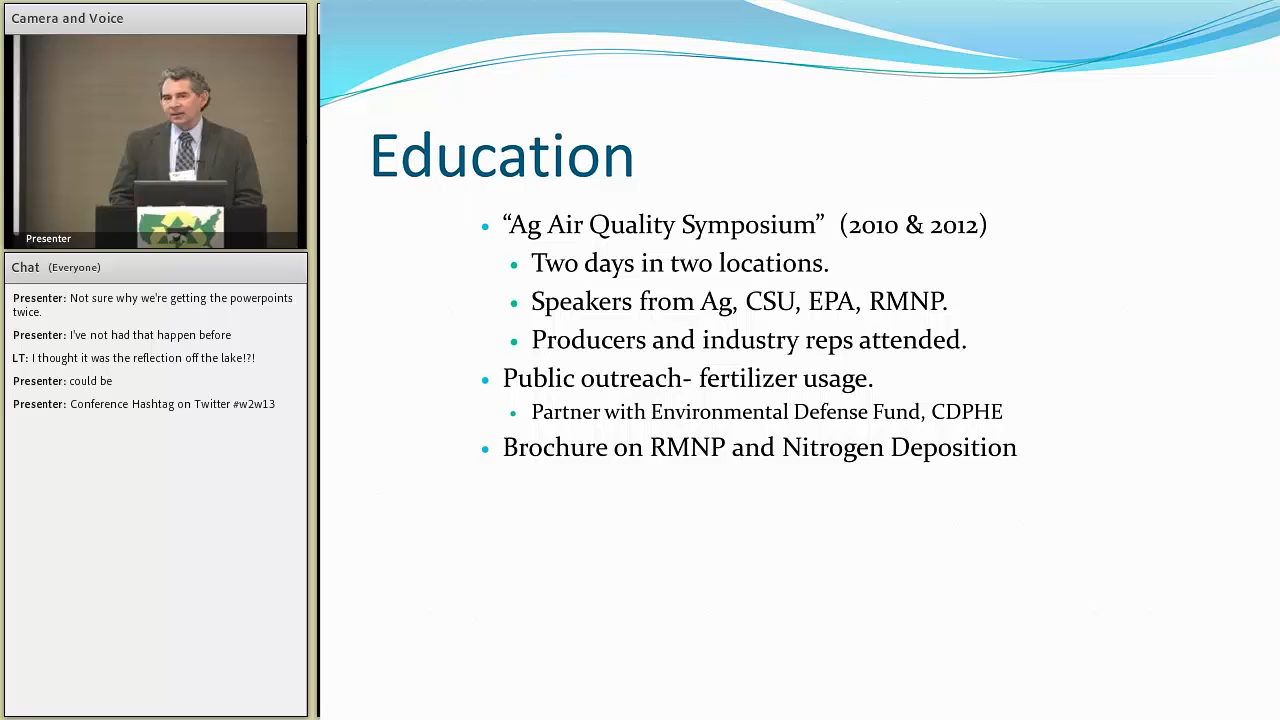 Camera and Voice
Presenter
Chat (Everyone)
Presenter: Not sure why we're getting the powerpoints
twice.
Presenter: I've not had that happen before
LT: I thought it was the reflection off the lake!?!
Presenter: could be
Presenter: Conference Hashtag on Twitter #w2w13
Education
“Ag Air Quality Symposium” (2010 & 2012)
Two days in two locations.
Speakers from Ag, CSU, EPA, RMNP.
Producers and industry reps attended.
Public outreach- fertilizer usage.
Partner with Environmental Defense Fund, CDPHE
Brochure on RMNP and Nitrogen Deposition